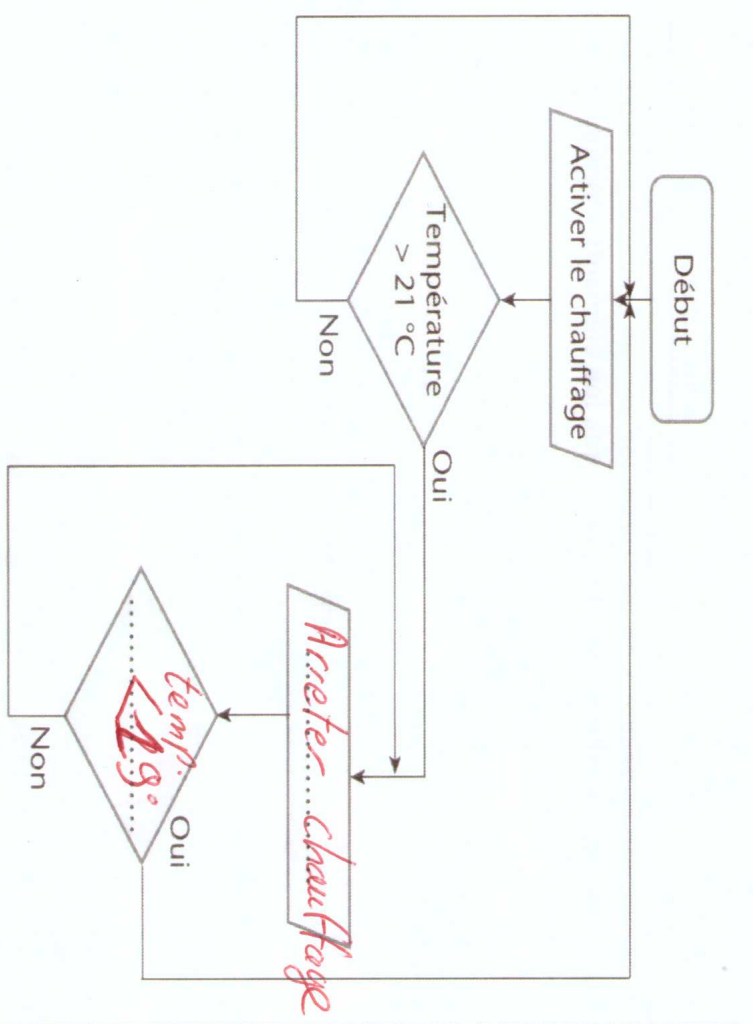 Début
Activer le chauffage
Température
> 21 °C
Oui
Non
Arreter chauffage
temp.
< 19°
Oui
Non